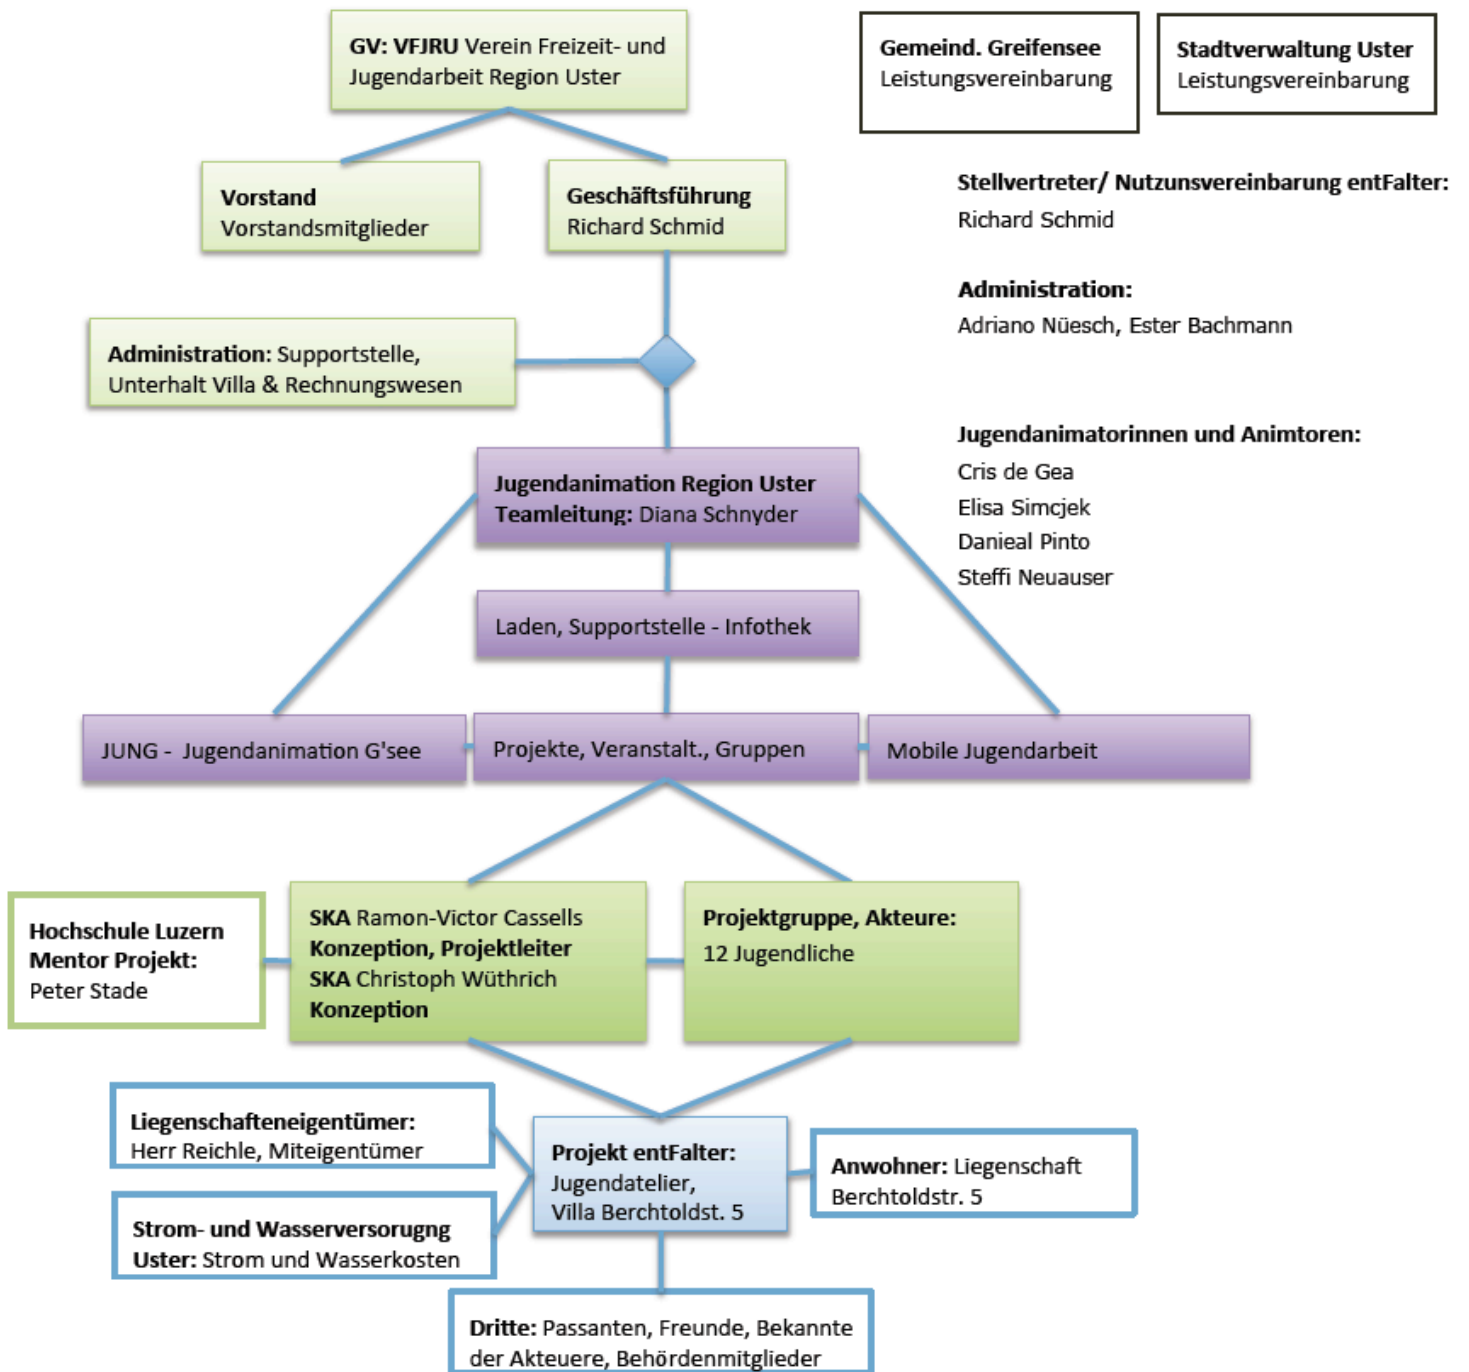 GV: VFJRU Verein Freizeit- und
Jugendarbeit Region Uster
Gemeind. Greifensee
Leistungsvereinbarung
Stadtverwaltung Uster
Leistungsvereinbarung
Vorstand
Vorstandsmitglieder
Geschäftsführung
Richard Schmid
Stellvertreter/ Nutzunsvereinbarung entFalter:
Richard Schmid
Administration:
Adriano Nüesch, Ester Bachmann
Administration: Supportstelle,
Unterhalt Villa & Rechnungswesen
Jugendanimatorinnen und Animtoren:
Cris de Gea
Elisa Simcjek
Danieal Pinto
Steffi Neuauser
Jugendanimation Region Uster
Teamleitung: Diana Schnyder
Laden, Supportstelle - Infothek
JUNG - Jugendanimation G'see
Projekte, Veranstalt., Gruppen
Mobile Jugendarbeit
Hochschule Luzern
Mentor Projekt:
Peter Stade
SKA Ramon-Victor Cassells
Konzeption, Projektleiter
SKA Christoph Wüthrich
Konzeption
Projektgruppe, Akteure:
12 Jugendliche
Liegenschafteneigentümer:
Herr Reichle, Miteigentümer
Strom- und Wasserversorugng
Uster: Strom und Wasserkosten
Projekt entFalter:
Jugendatelier,
Villa Berchtoldst. 5
Anwohner: Liegenschaft
Berchtoldstr. 5
Dritte: Passanten, Freunde, Bekannte
der Akteuere, Behördenmitglieder